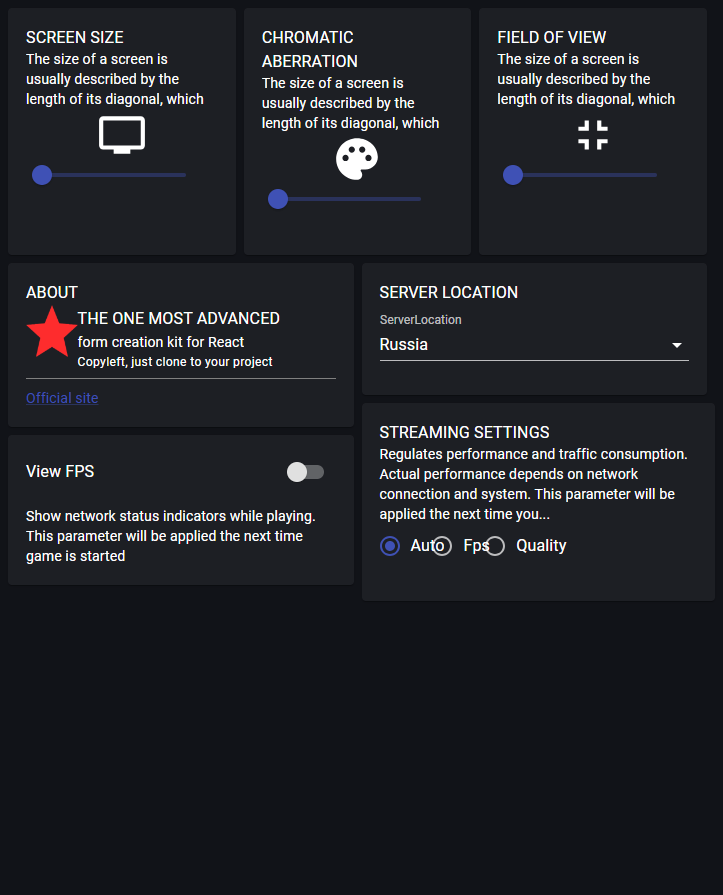 SCREEN SIZE
The size of a screen is
usually described by the
length of its diagonal, which
CHROMATIC
ABERRATION
The size of a screen is
usually described by the
length of its diagonal, which
FIELD OF VIEW
The size of a screen is
usually described by the
length of its diagonal, which
ABOUT
THE ONE MOST ADVANCED
form creation kit for React
Copyleft, just clone to your project
Official site
View FPS
Show network status indicators while playing.
This parameter will be applied the next time
game is started
SERVER LOCATION
ServerLocation
Russia
STREAMING SETTINGS
Regulates performance and traffic consumption.
Actual performance depends on network
connection and system. This parameter will be
applied the next time you...
Auto Fps Quality